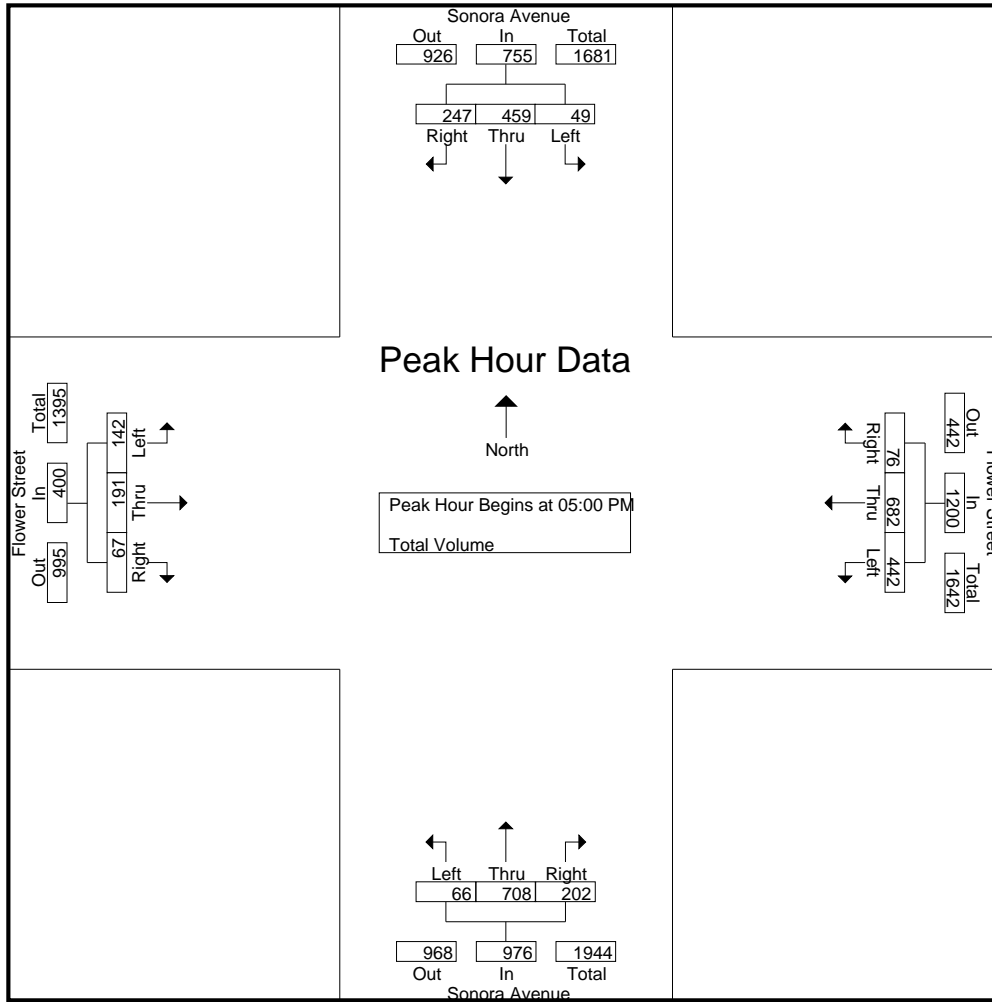 Sonora Avenue
Out In Total
926 755 1681
247 459 49
Right Thru Left
Peak Hour Data
North
Peak Hour Begins at 05:00 PM
Total Volume
Flower Street
Total In Out
1395 400 995
142 191 67
Left Thru Right
Right Thru Left
76 682 442
Out In Total
442 1200 1642
Flower Street
Left Thru Right
66 708 202
968 976 1944
Out In Total
Sonora Avenue